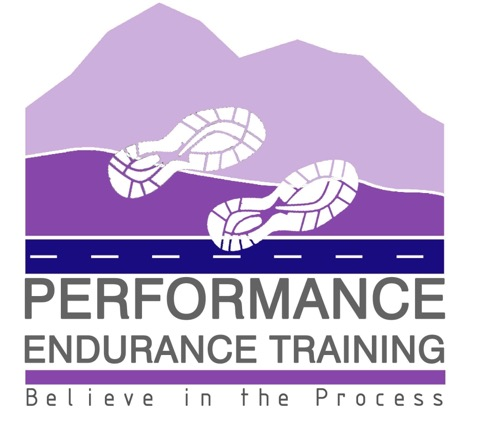 PERFORMANCE
ENDURANCE TRAINING
Believe in the Process